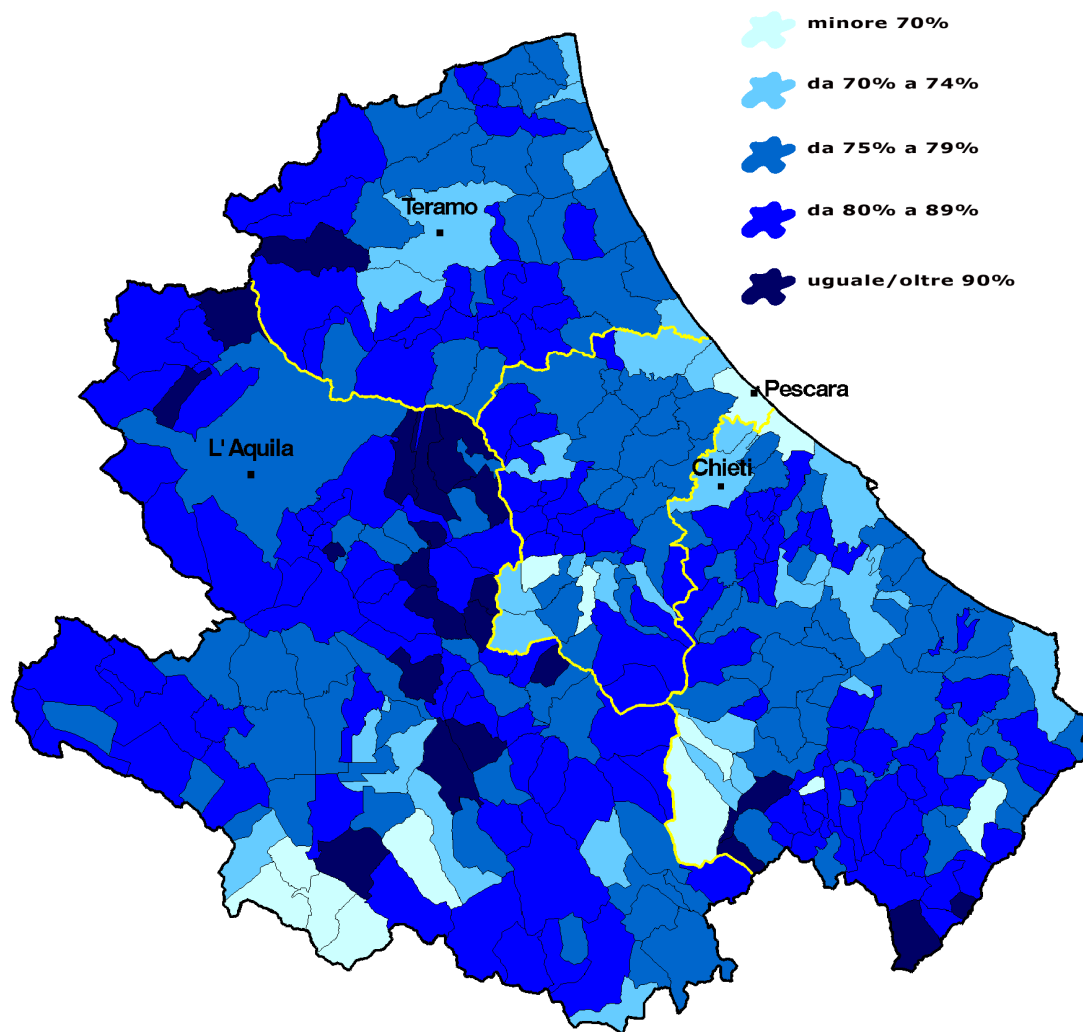 minore 70%
da 70% a 74%
da 75% a 79%
da 80% a 89%
uguale/oltre 90%
Teramo
Pescara
L' Aquila
Chieti